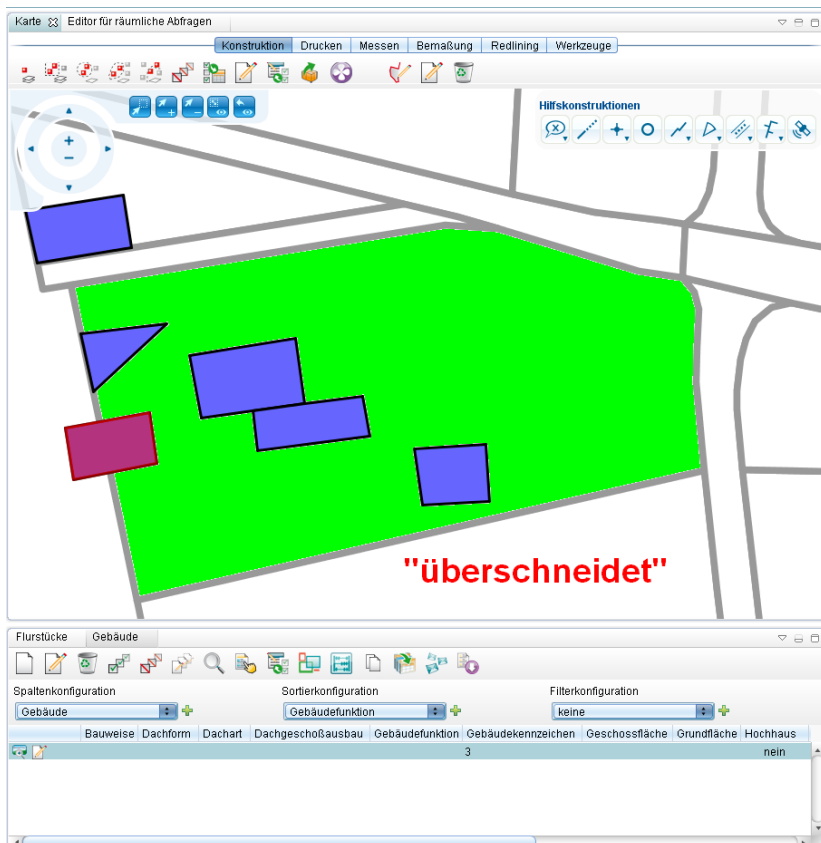 Karte Editor für räumliche Abfragen
Konstruktion Drucken Messen Bemaßung Redlining Werkzeuge
Hilfskonstruktionen
"überschneidet"
Flurstücke Gebäude
Spaltenkonfiguration Sortierkonfiguration Filterkonfiguration
Gebäude Gebäudefunktion keine
Bauweise Dachform Dachart Dachgeschoßausbau Gebäudefunktion Gebäudekennzeichen Geschossfläche Grundfläche Hochhaus
3 nein